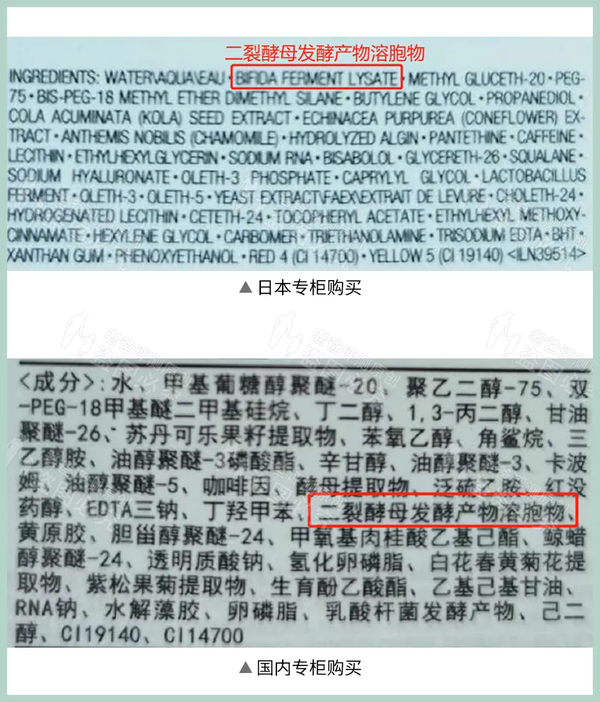 二裂酵母发酵产物溶胞物
INGREDIENTS: WATER\AQUA\EAU • BIFIDA FERMENT LYSATE • METHYL GLUCETH-20 • PEG-
75 • BIS-PEG-18 METHYL ETHER DIMETHYL SILANE • BUTYLENE GLYCOL • PROPANEDIOL •
COLA ACUMINATA (KOLA) SEED EXTRACT • ECHINACEA PURPUREA (CONEFLOWER) EX-
TRACT • ANTHEMIS NOBILIS (CHAMOMILE) • HYDROLYZED ALGIN • PANTETHINE • CAFFEINE •
LECITHIN • ETHYLHEXYLGLYCERIN • SODIUM RNA • BISABOLOL • GLYCERETH-26 • SQUALANE •
SODIUM HYALURONATE • OLETH-3 PHOSPHATE • CAPRYLYL GLYCOL • LACTOBACILLUS
FERMENT • OLETH-3 • OLETH-5 • YEAST EXTRACT\FAEX\EXTRAIT DE LEVURE • CHOLETH-24 •
HYDROGENATED LECITHIN • CETETH-24 • TOCOPHERYL ACETATE • ETHYLHEXYL METHOXY-
CINNAMATE • HEXYLENE GLYCOL • CARBOMER • TRIETHANOLAMINE • TRISODIUM EDTA • BHT •
XANTHAN GUM • PHENOXYETHANOL • RED 4 (CI 14700) • YELLOW 5 (CI 19140) <ILN39514>
▲日本专柜购买
<成分>:水、甲基葡糖醇聚醚-20、聚乙二醇-75、双
-PEG-18甲基醚二甲基硅烷、丁二醇、1,3-丙二醇、甘油
聚醚-26、苏丹可乐果籽提取物、苯氧乙醇、角鲨烷、三
乙醇胺、油醇聚醚-3磷酸酯、辛甘醇、油醇聚醚-3、卡波
姆、油醇聚醚-5、咖啡因、酵母提取物、泛硫乙胺、红没
药醇、EDTA三钠、丁羟甲苯、二裂酵母发酵产物溶胞物、
黄原胶、胆甾醇聚醚-24、甲氧基肉桂酸乙基己酯、鲸蜡
醇聚醚-24、透明质酸钠、氢化卵磷脂、白花春黄菊花提
取物、紫松果菊提取物、生育酚乙酸酯、乙基己基甘油、
RNA钠、水解藻胶、卵磷脂、乳酸杆菌发酵产物、己二
醇、CI19140、CI14700
▲国内专柜购买